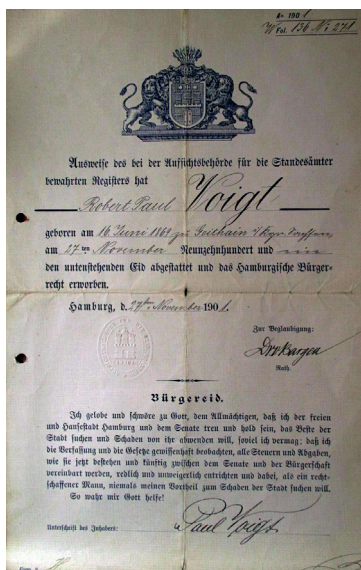 A= 1901
W Fol. 136 N: 271
Ausweise des bei der Aufsichtsbehörde für die Standesämter
bewahrten Registers hat
Robert Paul Voigt
geboren am 16. Juni 1869 zu Geithain
am 27ten November Neunzehnhundert und ein
den untenstehenden Eid abgestattet und das Hamburgische Bürger-
recht erworben.
Hamburg, d. 27ten November 1901.
Zur Beglaubigung:
Rath.
Bürgereid.
Ich gelobe und schwöre zu Gott, dem Allmächtigen, daß ich der freien
und Hansestadt Hamburg und dem Senate treu und hold sein, das Beste der
Stadt suchen und Schaden von ihr abwenden will, soviel ich vermag; daß ich
die Verfassung und die Gesetze gewissenhaft beobachten, alle Steuern und Abgaben,
wie sie jetzt bestehen und künftig zwischen dem Senate und der Bürgerschaft
vereinbart werden, redlich und unweigerlich entrichten und dabei, als ein recht-
schaffener Mann, niemals meinen Vortheil zum Schaden der Stadt suchen will.
So wahr mir Gott helfe!
Unterschrift des Inhabers:
Paul Voigt